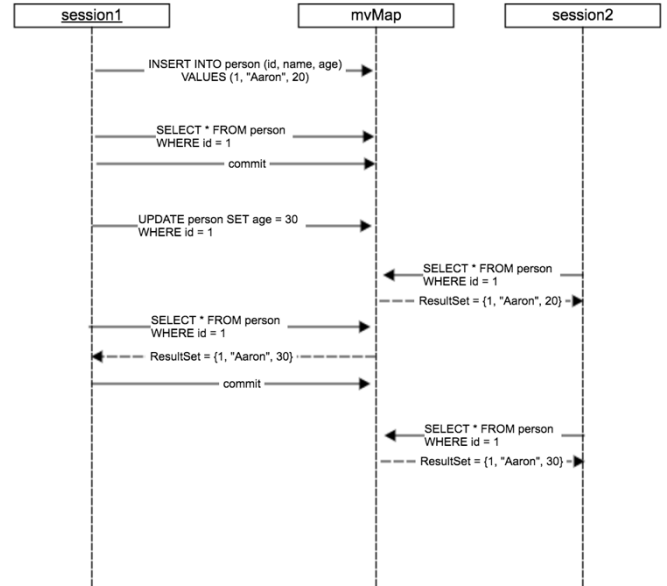 session1
mvMap
session2
INSERT INTO person (id, name, age)
VALUES (1, "Aaron", 20)
SELECT * FROM person
WHERE id = 1
commit
UPDATE person SET age = 30
WHERE id = 1
SELECT * FROM person
WHERE id = 1
ResultSet = {1, "Aaron", 20}
SELECT * FROM person
WHERE id = 1
ResultSet = {1, "Aaron", 30}
commit
SELECT * FROM person
WHERE id = 1
ResultSet = {1, "Aaron", 30}